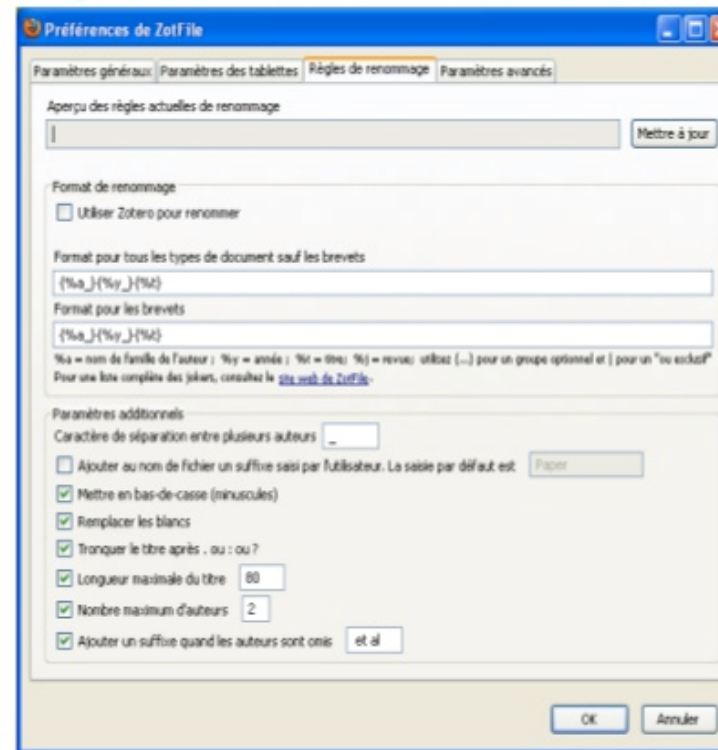 Préférences de ZotFile
Paramètres généraux Paramètres des tablettes Règles de renommage Paramètres avancés
Aperçu des règles actuelles de renommage
Mettre à jour
Format de renommage
Utiliser Zotero pour renommer
Format pour tous les types de document sauf les brevets
{%a_}{%y_}{%t}
Format pour les brevets
{%a_}{%y_}{%t}
%a = nom de famille de l'auteur ; %y = année ; %t = titre; %j = revue; utilisez {...} pour un groupe optionnel et | pour un "ou exclusif"
Pour une liste complète des jokers, consultez le site web de ZotFile.
Paramètres additionnels
Caractère de séparation entre plusieurs auteurs _
Ajouter au nom de fichier un suffixe saisi par l'utilisateur. La saisie par défaut est Paper
Mettre en bas-de-casse (minuscules)
Remplacer les blancs
Tronquer le titre après . ou : ou ?
Longueur maximale du titre 80
Nombre maximum d'auteurs 2
Ajouter un suffixe quand les auteurs sont omis et al
OK Annuler